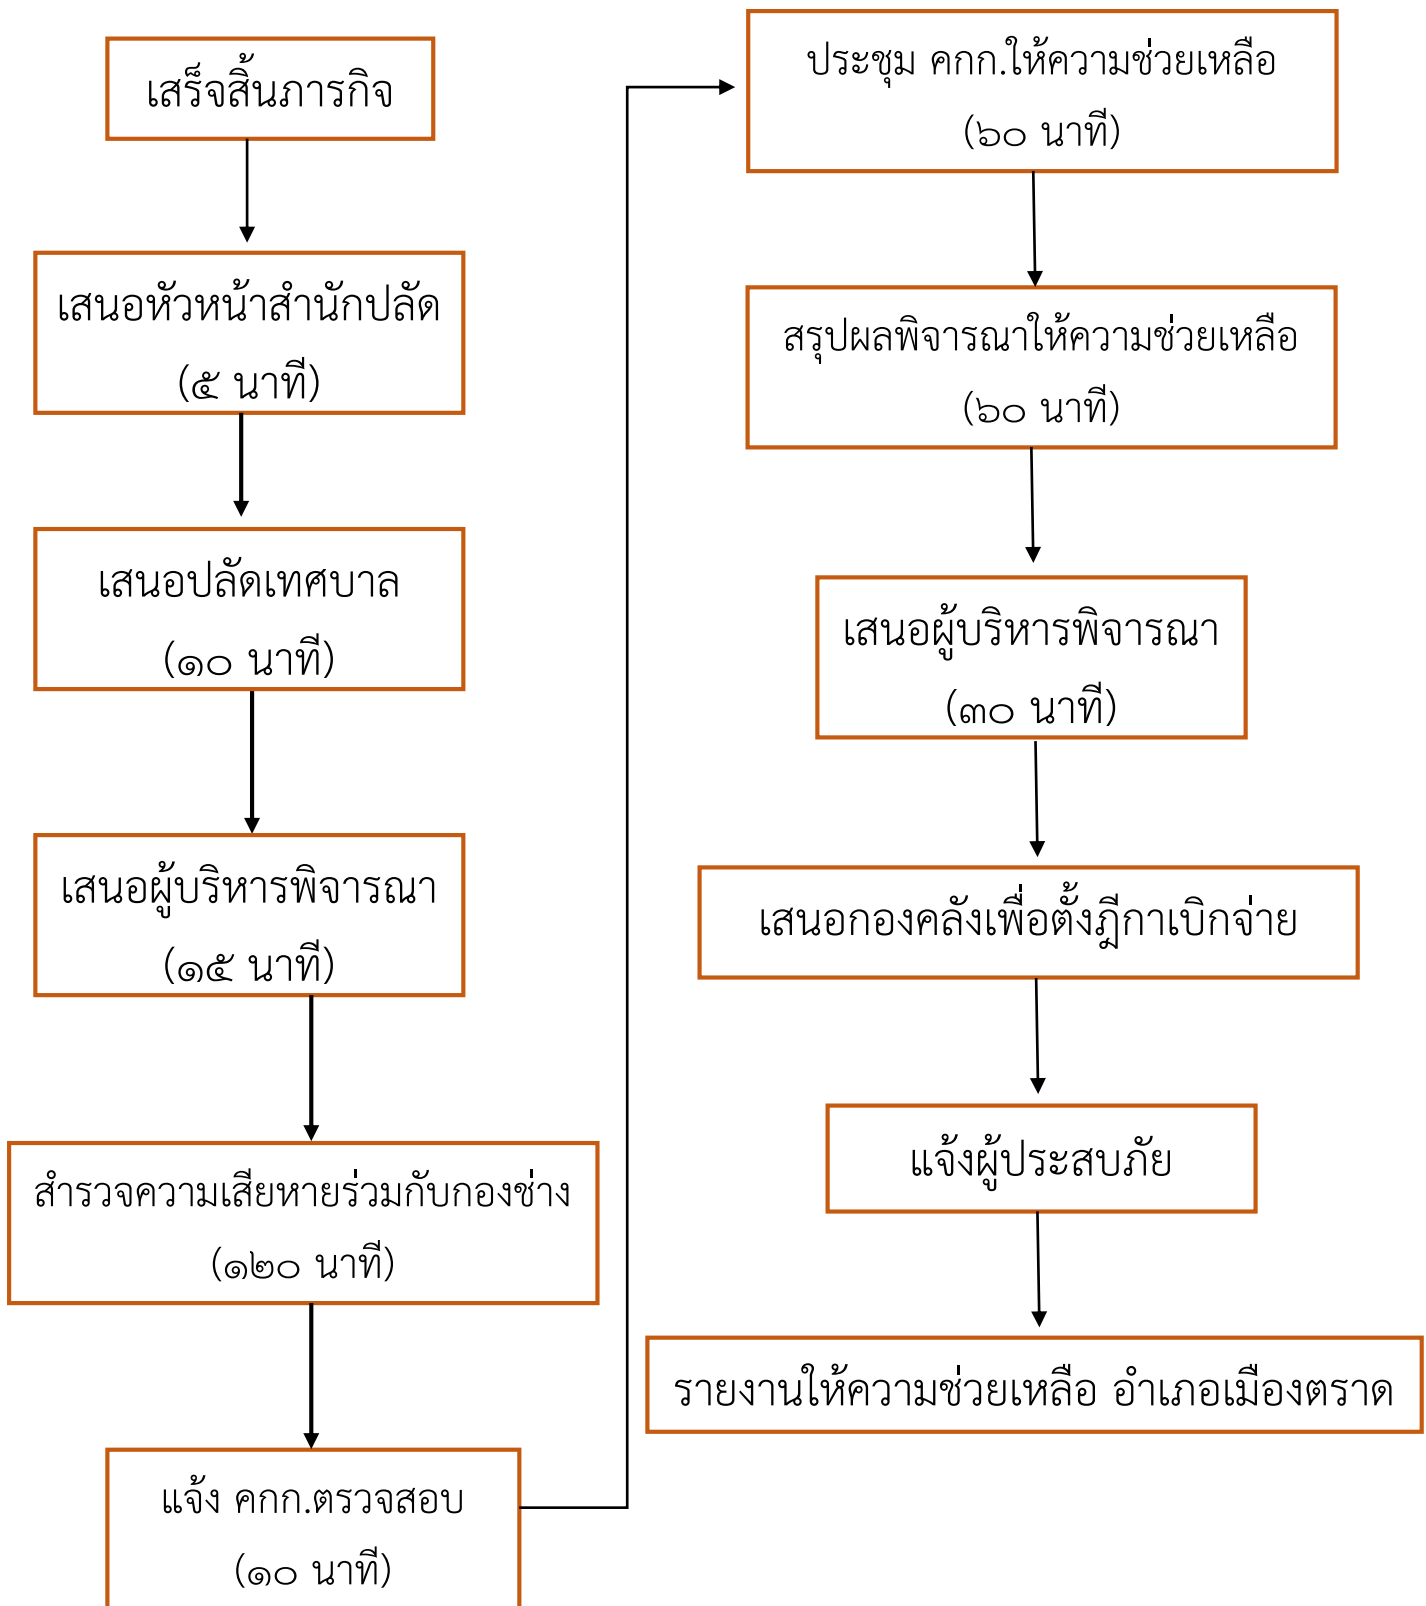 เสร็จสิ้นภารกิจ
เสนอหัวหน้าสำนักปลัด
(๕ นาที)
เสนอปลัดเทศบาล
(๑๐ นาที)
เสนอผู้บริหารพิจารณา
(๑๕ นาที)
สำรวจความเสียหายร่วมกับกองช่าง
(๑๒๐ นาที)
แจ้ง คกก.ตรวจสอบ
(๑๐ นาที)
ประชุม คกก.ให้ความช่วยเหลือ
(๖๐ นาที)
สรุปผลพิจารณาให้ความช่วยเหลือ
(๖๐ นาที)
เสนอผู้บริหารพิจารณา
(๓๐ นาที)
เสนอกองคลังเพื่อตั้งฎีกาเบิกจ่าย
แจ้งผู้ประสบภัย
รายงานให้ความช่วยเหลือ อำเภอเมืองตราด